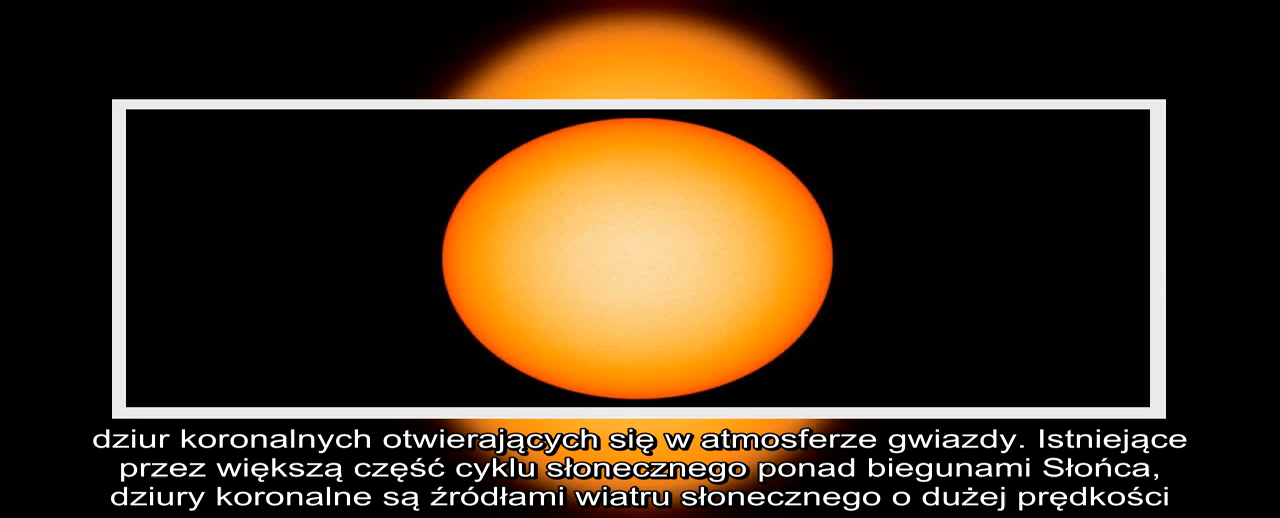 dziur koronalnych otwierających się w atmosferze gwiazdy. Istniejące
przez większą część cyklu słonecznego ponad biegunami Słońca,
dziury koronalne są źródłami wiatru słonecznego o dużej prędkości